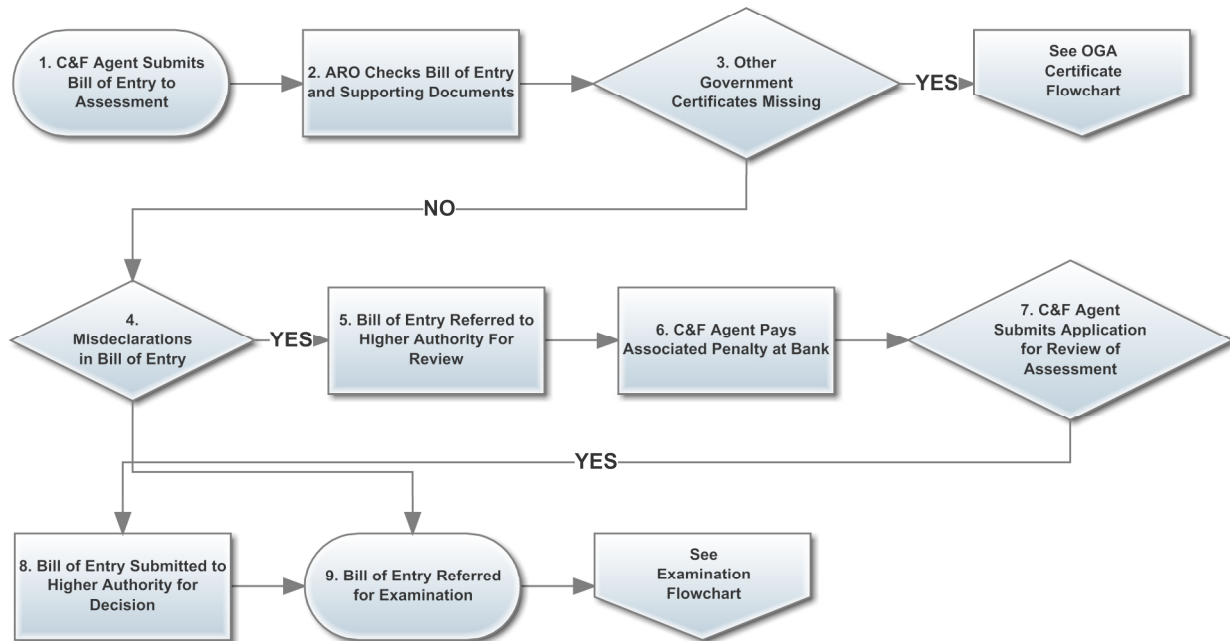 1. C&F Agent Submits
Bill of Entry to
Assessment
2. ARO Checks Bill of Entry
and Supporting Documents
3. Other
Government
Certificates Missing
YES
See OGA
Certificate
Flowchart
NO
4.
Misdeclarations
in Bill of Entry
YES
5. Bill of Entry Referred to
Higher Authority For
Review
6. C&F Agent Pays
Associated Penalty at Bank
7. C&F Agent
Submits Application
for Review of
Assessment
YES
8. Bill of Entry Submitted to
Higher Authority for
Decision
9. Bill of Entry Referred
for Examination
See
Examination
Flowchart